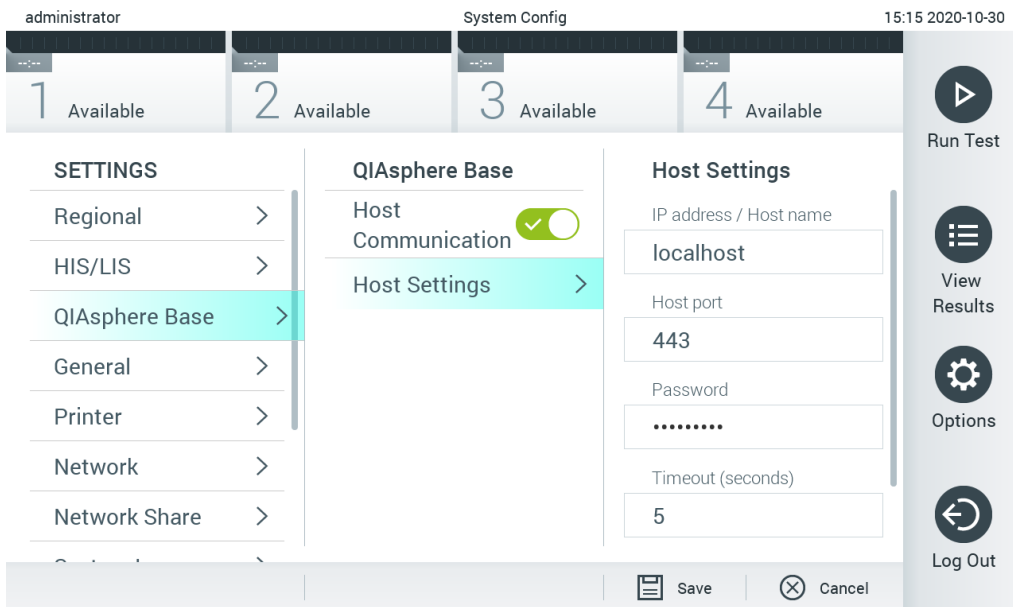 administrator
System Config
15:15 2020-10-30
--:--
1 Available
--:--
2 Available
--:--
3 Available
--:--
4 Available
SETTINGS
Regional
HIS/LIS
QIAsphere Base
General
Printer
Network
Network Share
QIAsphere Base
Host
Communication
Host Settings
Host Settings
IP address / Host name
localhost
Host port
443
Password
•••••••••
Timeout (seconds)
5
Run Test
View
Results
Options
Log Out
Save
Cancel